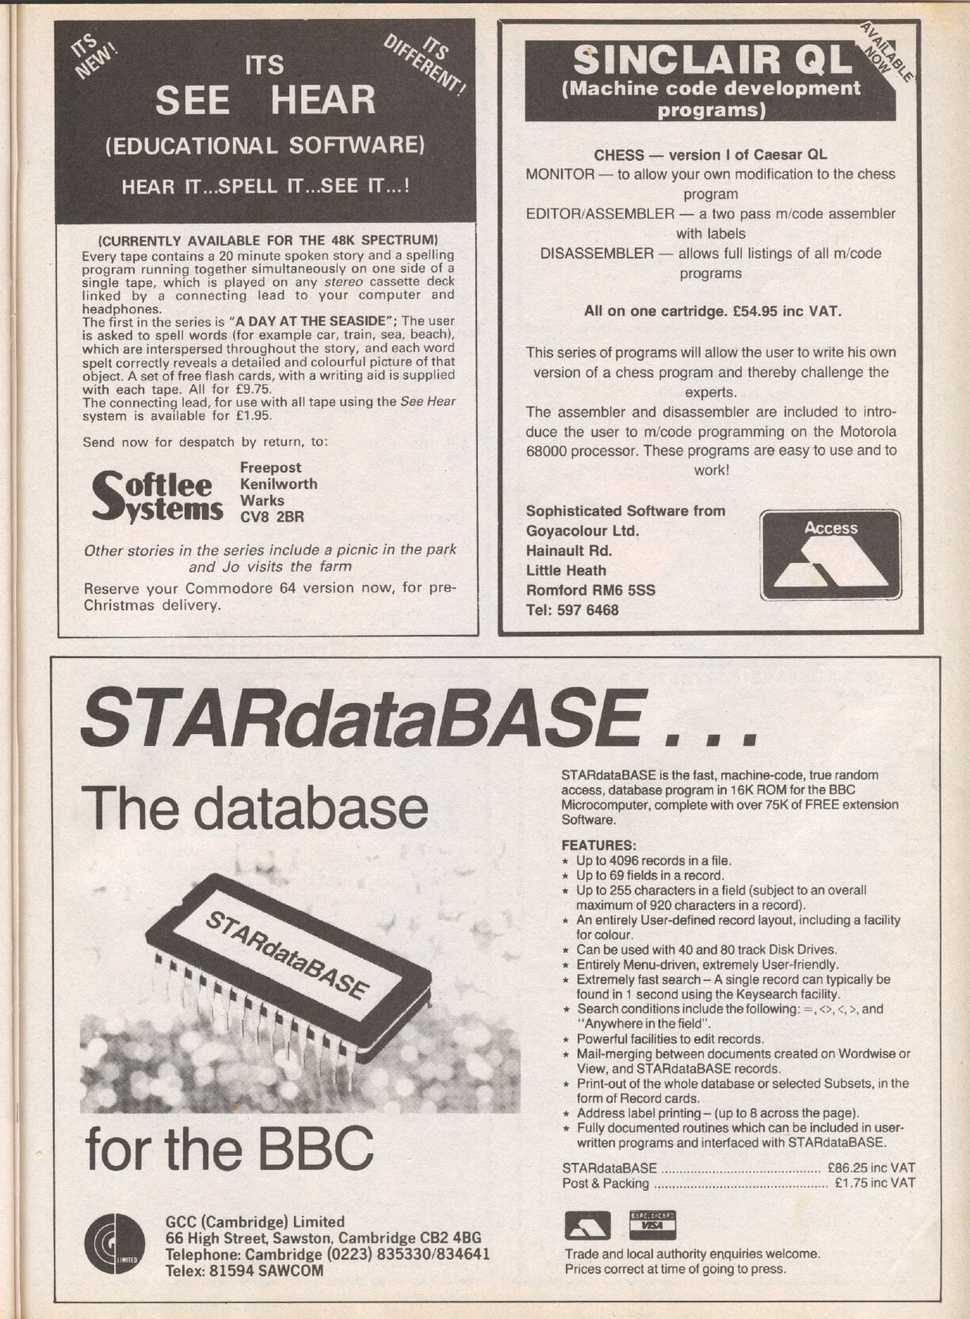 ITS
NEW!
ITS
DIFFERENT!
ITS
SEE HEAR
(EDUCATIONAL SOFTWARE)
HEAR IT...SPELL IT...SEE IT...!
(CURRENTLY AVAILABLE FOR THE 48K SPECTRUM)
Every tape contains a 20 minute spoken story and a spelling
program running together simultaneously on one side of a
single tape, which is played on any stereo cassette deck
linked by a connecting lead to your computer and
headphones.
The first in the series is "A DAY AT THE SEASIDE"; The user
is asked to spell words (for example car, train, sea, beach),
which are interspersed throughout the story, and each word
spelt correctly reveals a detailed and colourful picture of that
object. A set of free flash cards, with a writing aid is supplied
with each tape. All for £9.75.
The connecting lead, for use with all tape using the See Hear
system is available for £1.95.
Send now for despatch by return, to:
Softlee
Systems
Freepost
Kenilworth
Warks
CV8 2BR
Other stories in the series include a picnic in the park
and Jo visits the farm
Reserve your Commodore 64 version now, for pre-
Christmas delivery.
AVAILABLE
NOW
SINCLAIR QL
(Machine code development
programs)
CHESS — version I of Caesar QL
MONITOR — to allow your own modification to the chess
program
EDITOR/ASSEMBLER — a two pass m/code assembler
with labels
DISASSEMBLER — allows full listings of all m/code
programs
All on one cartridge. £54.95 inc VAT.
This series of programs will allow the user to write his own
version of a chess program and thereby challenge the
experts.
The assembler and disassembler are included to intro-
duce the user to m/code programming on the Motorola
68000 processor. These programs are easy to use and to
work!
Sophisticated Software from
Goyacolour Ltd.
Hainault Rd.
Little Heath
Romford RM6 5SS
Tel: 597 6468
Access
STARdataBASE...
The database
STARdataBASE
for the BBC
LIMITED
GCC (Cambridge) Limited
66 High Street, Sawston, Cambridge CB2 4BG
Telephone: Cambridge (0223) 835330/834641
Telex: 81594 SAWCOM
STARdataBASE is the fast, machine-code, true random
access, database program in 16K ROM for the BBC
Microcomputer, complete with over 75K of FREE extension
Software.
FEATURES:
* Up to 4096 records in a file.
* Up to 69 fields in a record.
* Up to 255 characters in a field (subject to an overall
maximum of 920 characters in a record).
* An entirely User-defined record layout, including a facility
for colour.
* Can be used with 40 and 80 track Disk Drives.
* Entirely Menu-driven, extremely User-friendly.
* Extremely fast search – A single record can typically be
found in 1 second using the Keysearch facility.
* Search conditions include the following: =, <>, <, >, and
"Anywhere in the field".
* Powerful facilities to edit records.
* Mail-merging between documents created on Wordwise or
View, and STARdataBASE records.
* Print-out of the whole database or selected Subsets, in the
form of Record cards.
* Address label printing – (up to 8 across the page).
* Fully documented routines which can be included in user-
written programs and interfaced with STARdataBASE.
STARdataBASE ............................................ £86.25 inc VAT
Post & Packing ................................................ £1.75 inc VAT
BARCLAYCARD
VISA
Trade and local authority enquiries welcome.
Prices correct at time of going to press.